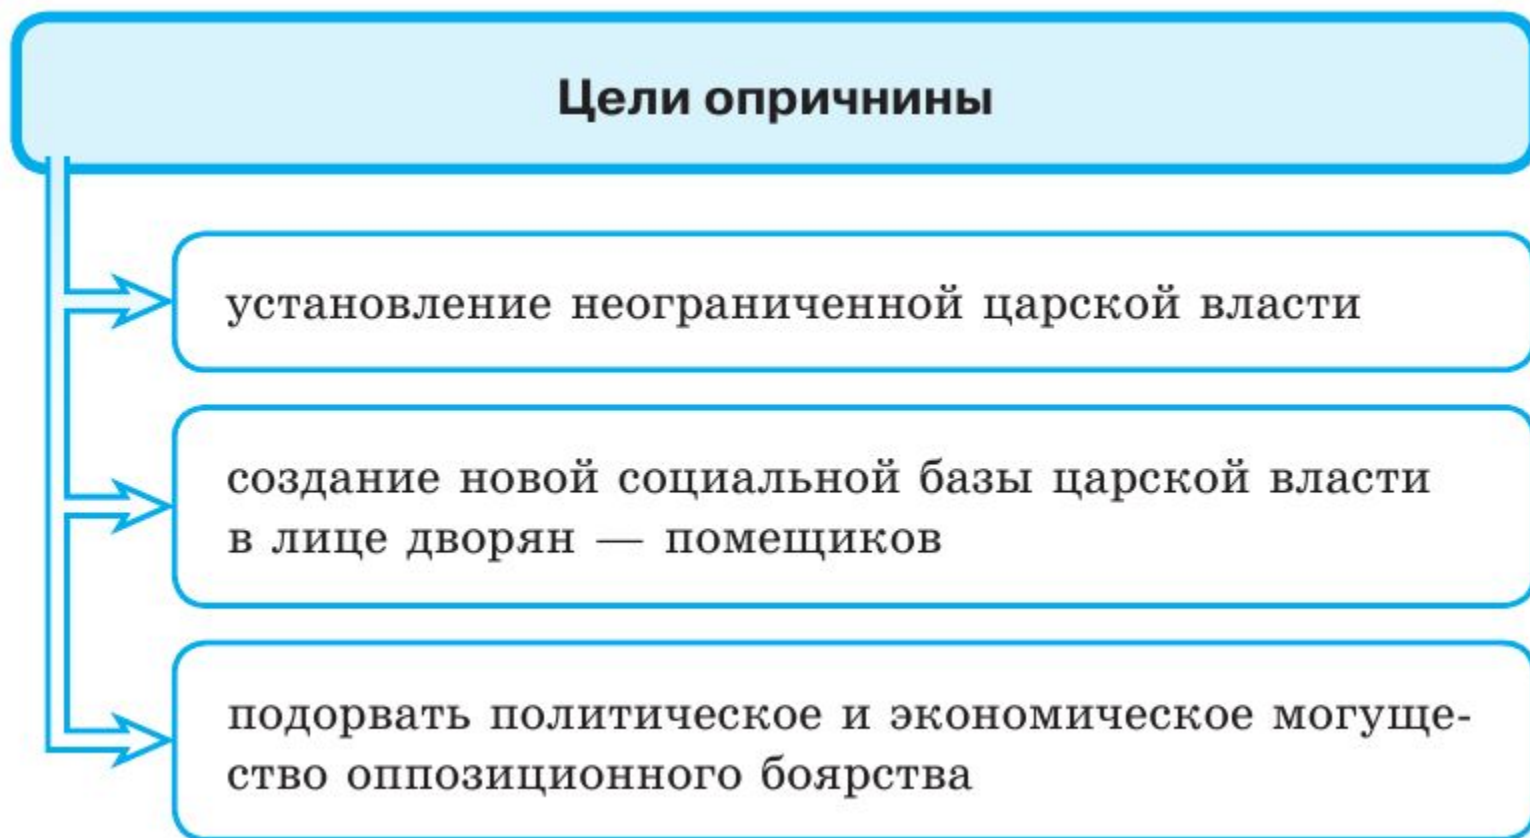 Цели опричнины
установление неограниченной царской власти
создание новой социальной базы царской власти
в лице дворян — помещиков
подорвать политическое и экономическое могуще-
ство оппозиционного боярства